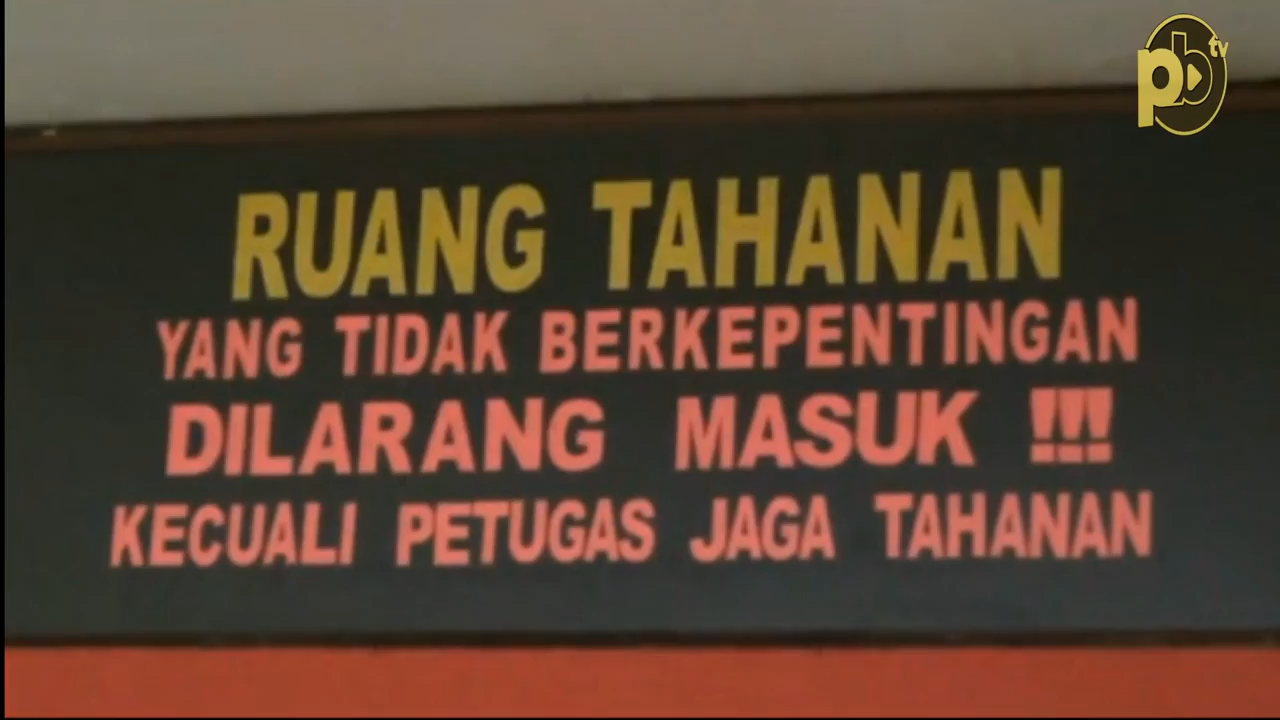 pb tv
RUANG TAHANAN
YANG TIDAK BERKEPENTINGAN
DILARANG MASUK !!!
KECUALI PETUGAS JAGA TAHANAN